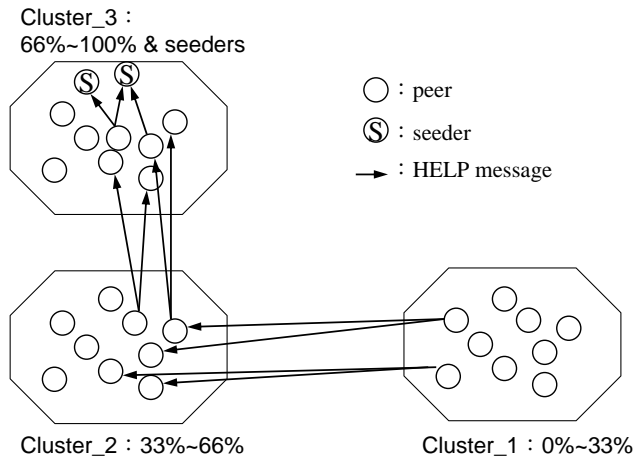 Cluster_3：
66%~100% & seeders
S
S
：peer
S：seeder
：HELP message
Cluster_2：33%~66%
Cluster_1：0%~33%